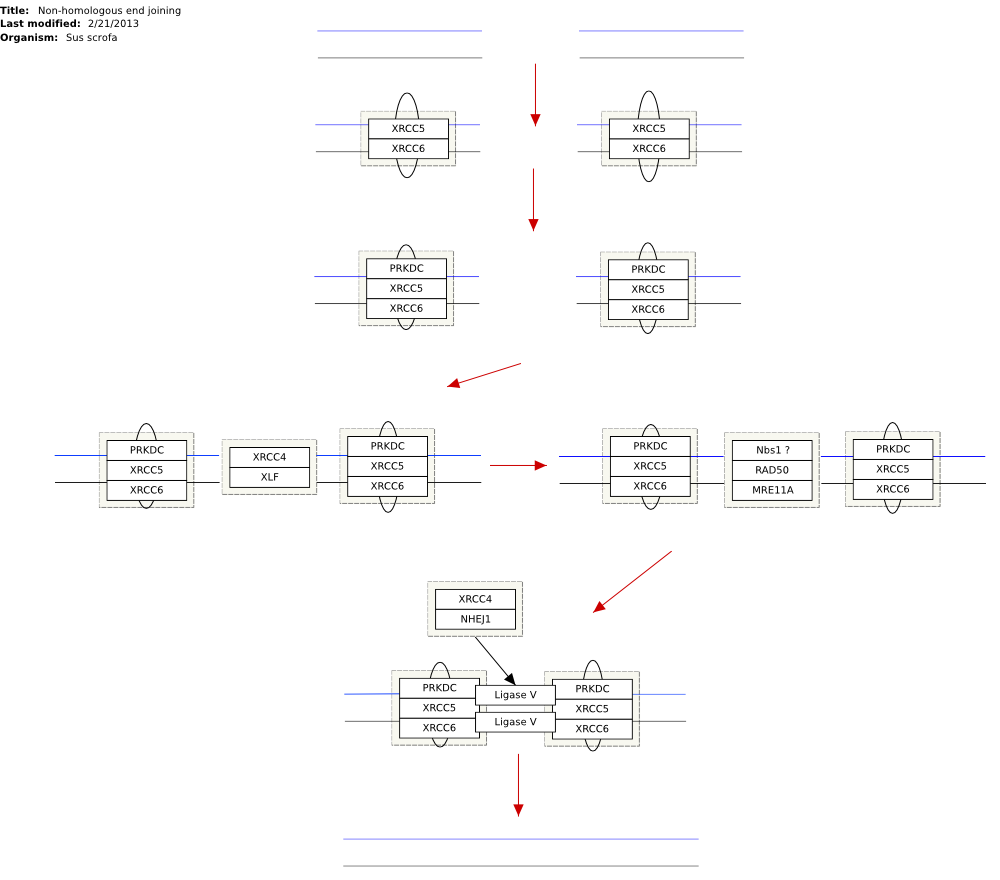 Title: Non-homologous end joining
Last modified: 2/21/2013
Organism: Sus scrofa
XRCC5
XRCC6
XRCC5
XRCC6
PRKDC
XRCC5
XRCC6
PRKDC
XRCC5
XRCC6
PRKDC
XRCC5
XRCC6
XRCC4
XLF
PRKDC
XRCC5
XRCC6
PRKDC
XRCC5
XRCC6
Nbs1 ?
RAD50
MRE11A
PRKDC
XRCC5
XRCC6
XRCC4
NHEJ1
PRKDC
XRCC5
XRCC6
Ligase V
Ligase V
PRKDC
XRCC5
XRCC6